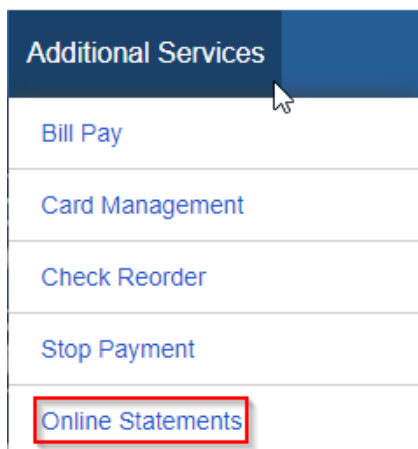 Additional Services
Bill Pay
Card Management
Check Reorder
Stop Payment
Online Statements